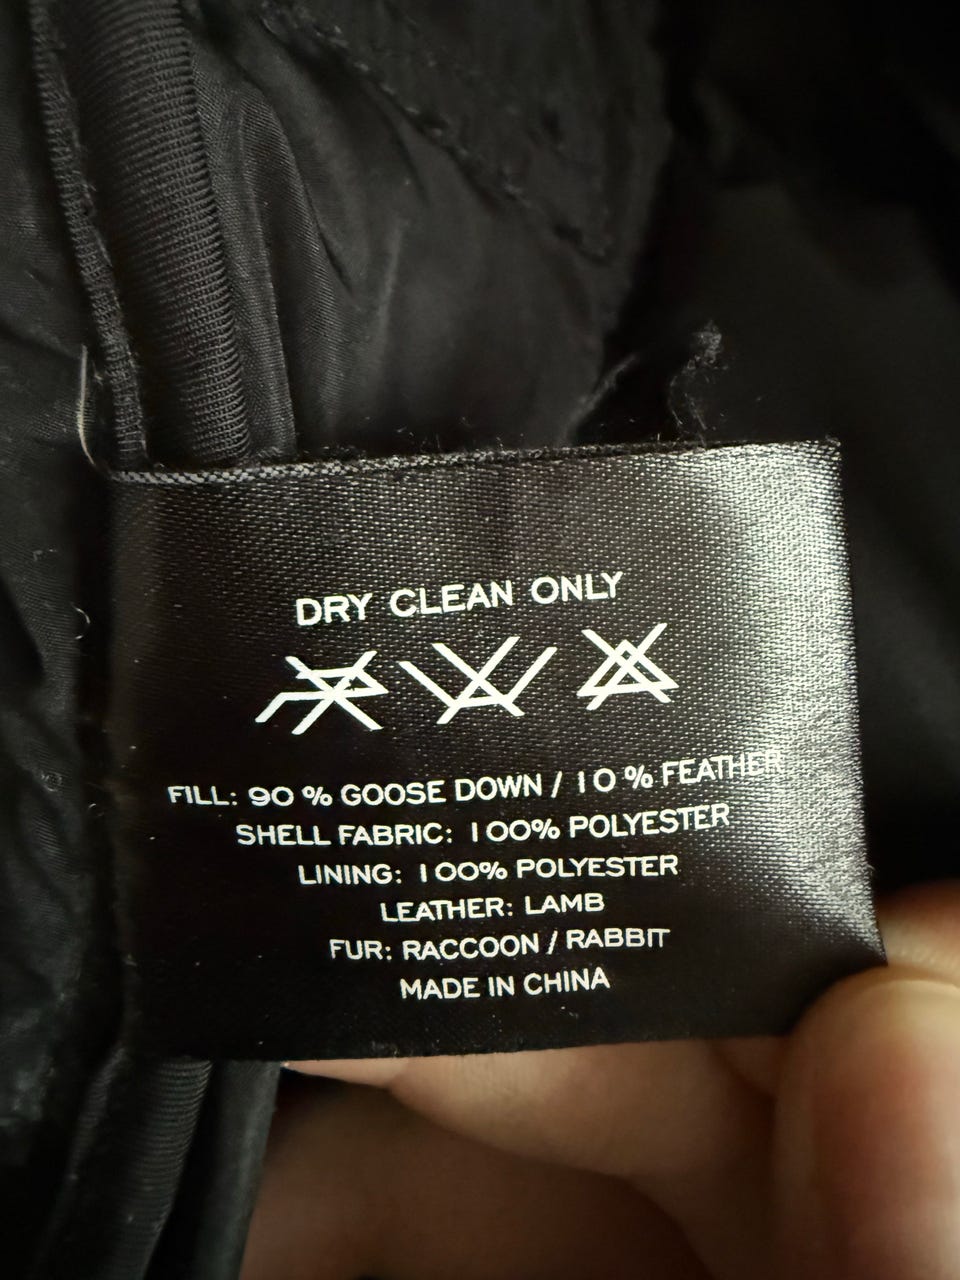 DRY CLEAN ONLY
FILL: 90 % GOOSE DOWN / 10 % FEATHER
SHELL FABRIC: 100% POLYESTER
LINING: 100% POLYESTER
LEATHER: LAMB
FUR: RACCOON / RABBIT
MADE IN CHINA